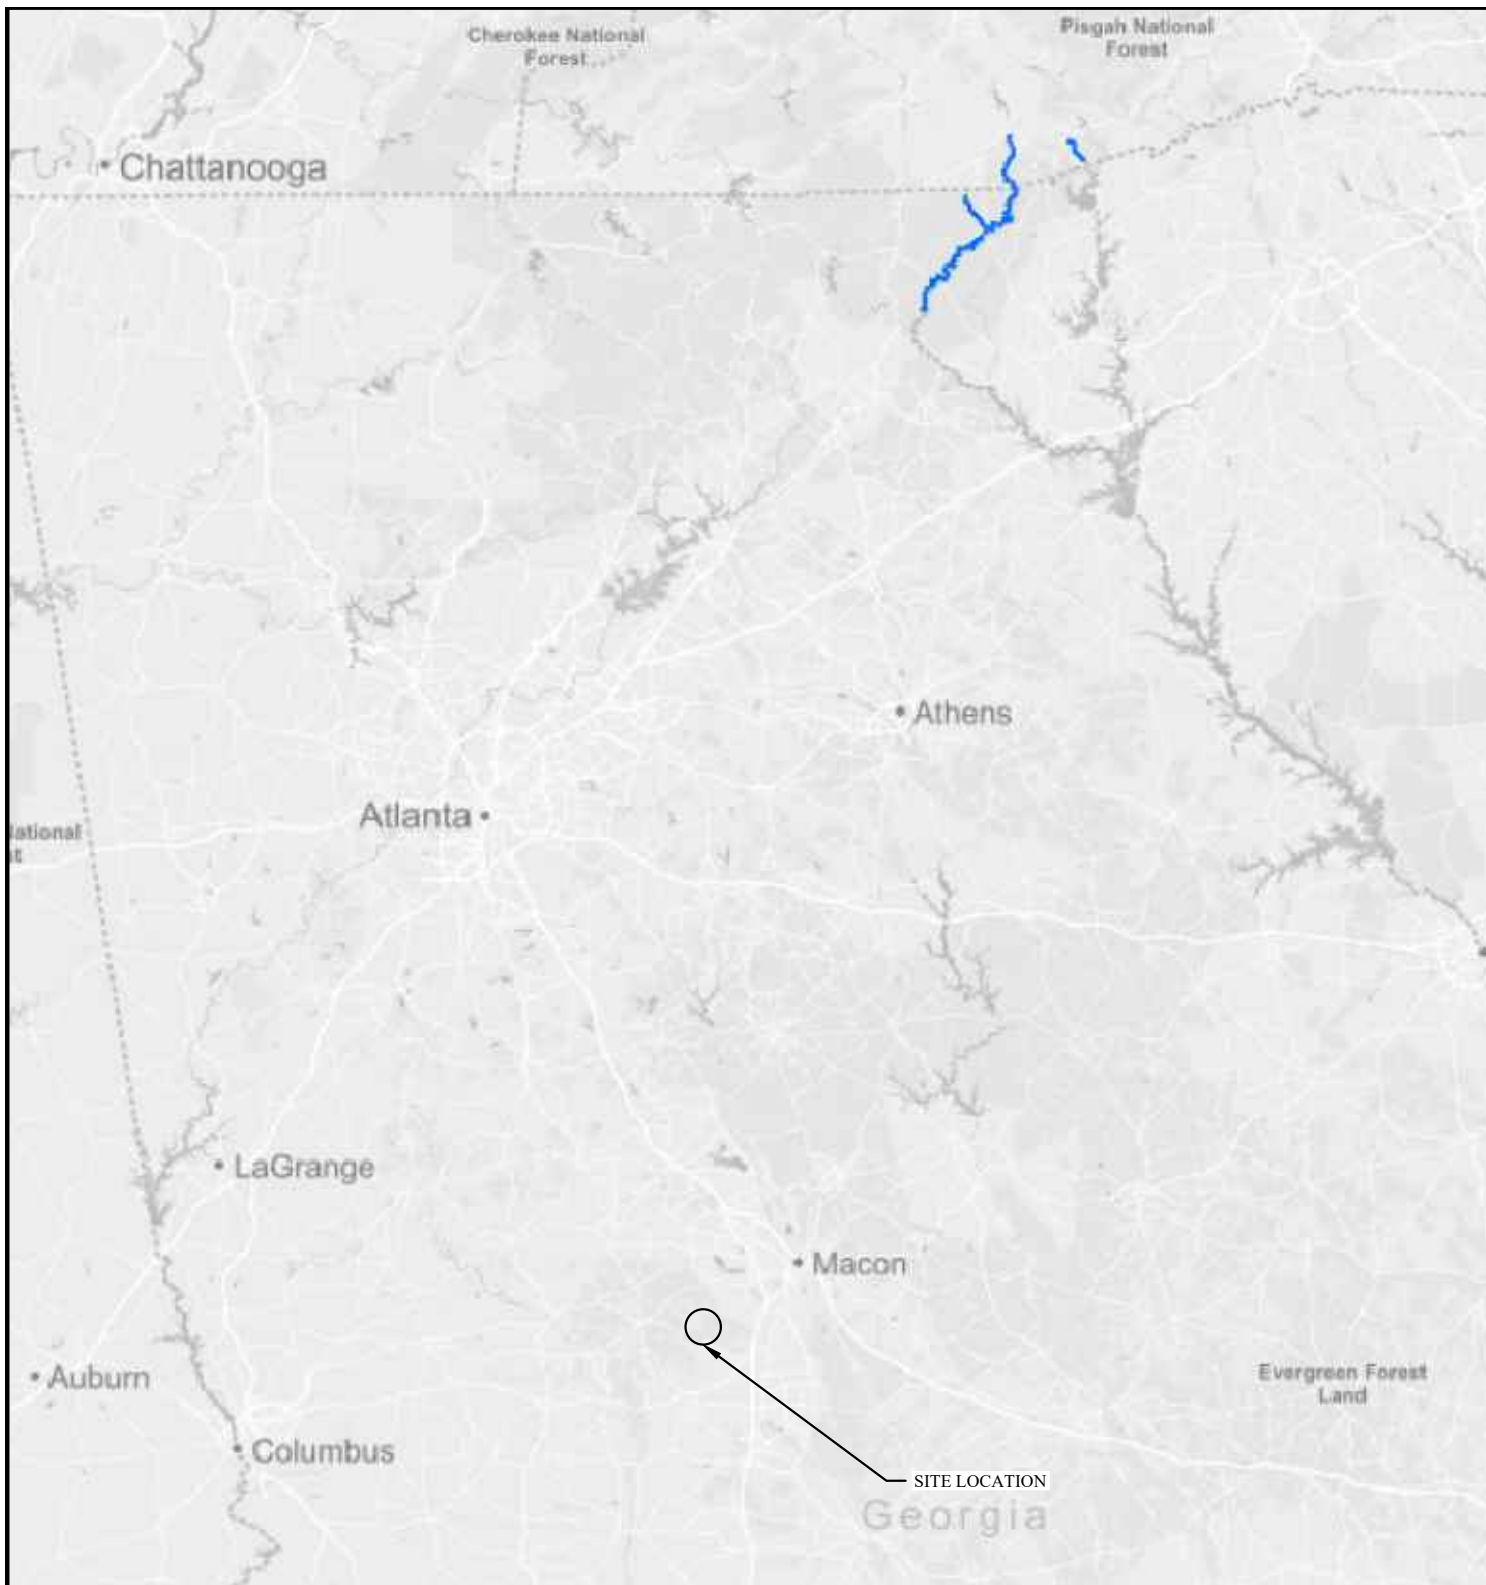 Cherokee National
Forest
Pisgah National
Forest
Chattanooga
Athens
Atlanta
National
LaGrange
Macon
Auburn
Evergreen Forest
Land
Columbus
SITE LOCATION
Georgia